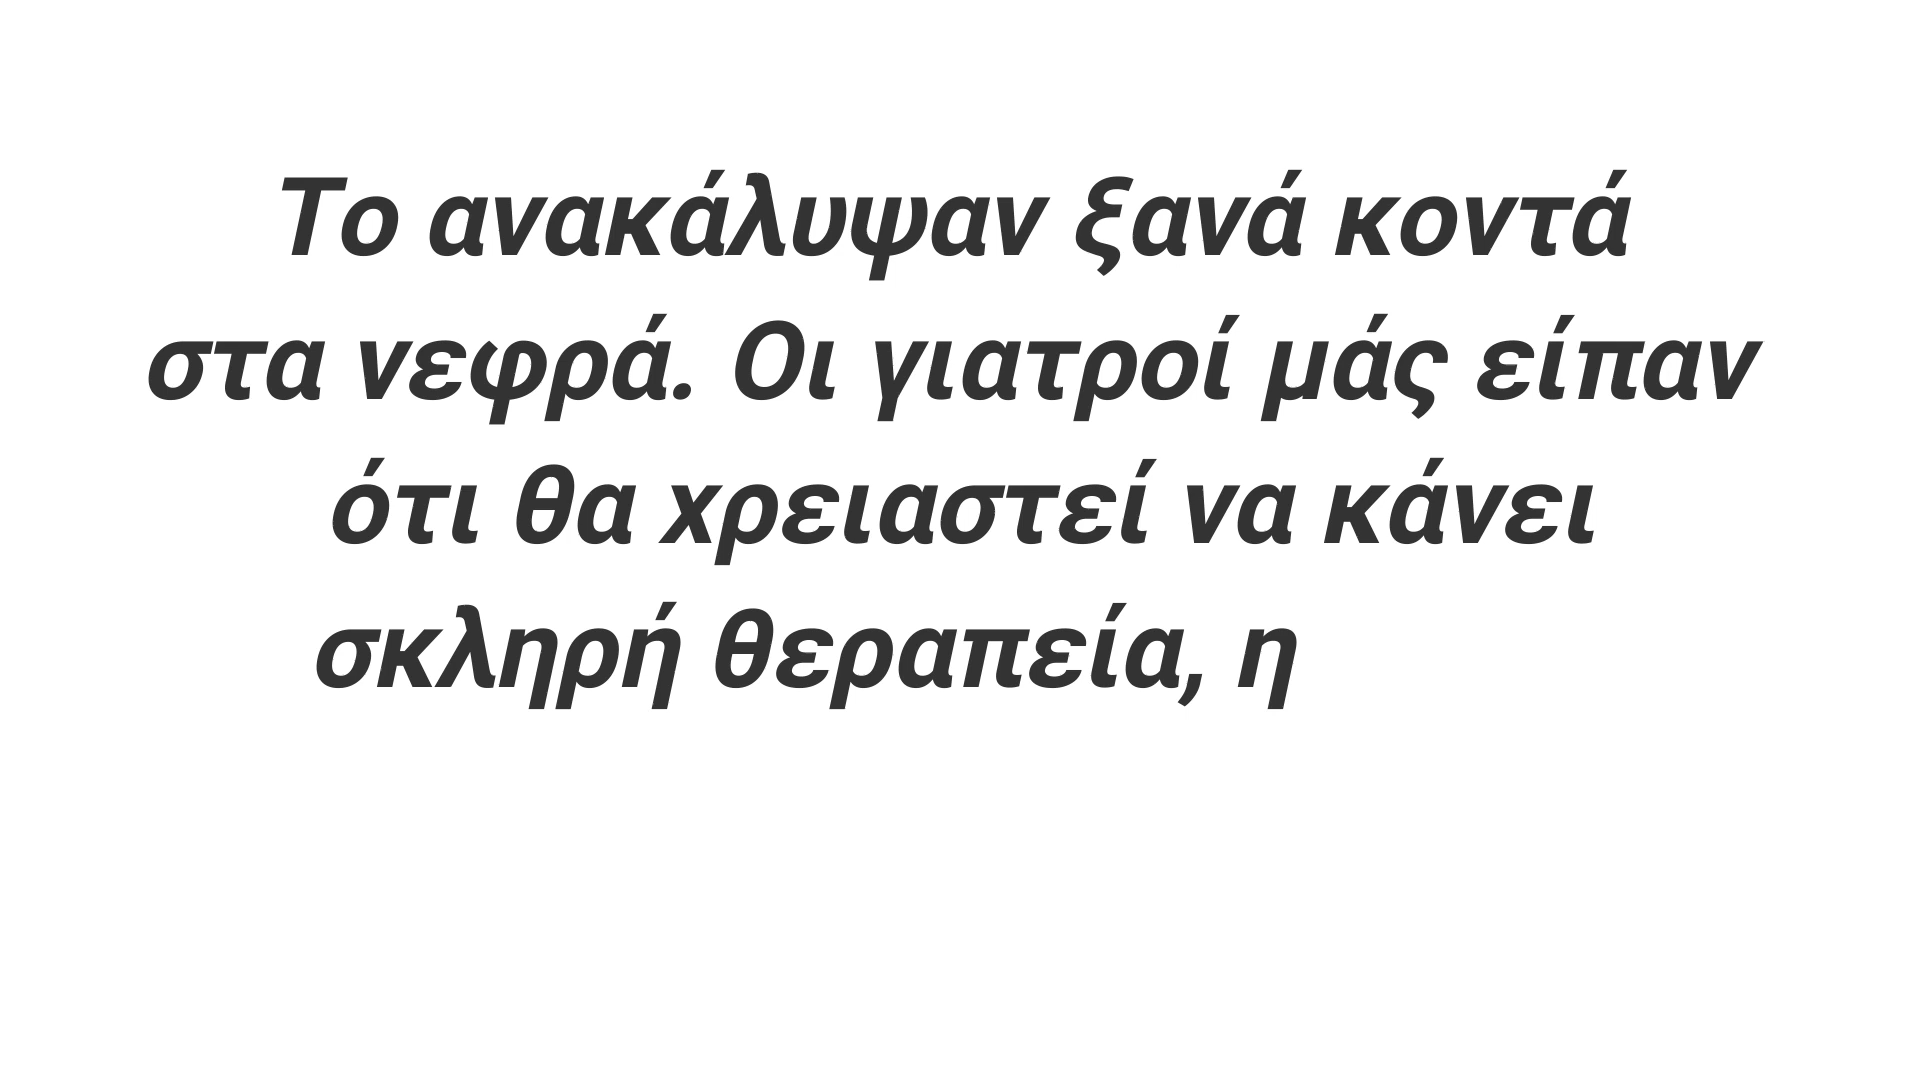 Το ανακάλυψαν ξανά κοντά
στα νεφρά. Οι γιατροί μάς είπαν
ότι θα χρειαστεί να κάνει
σκληρή θεραπεία, η